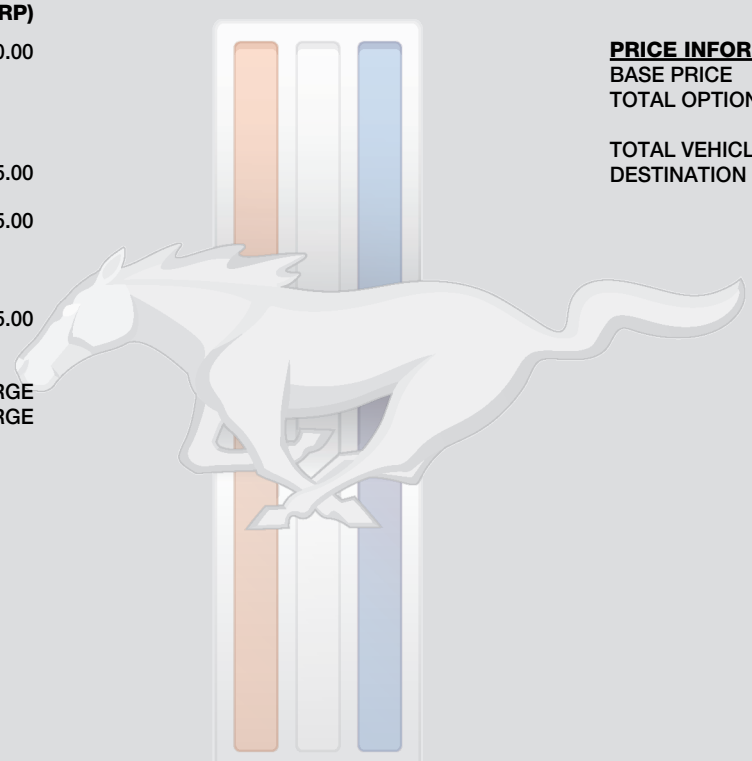 RP)
0.00
5.00
5.00
5.00
RGE
RGE
PRICE INFOR
BASE PRICE
TOTAL OPTION
TOTAL VEHICL
DESTINATION